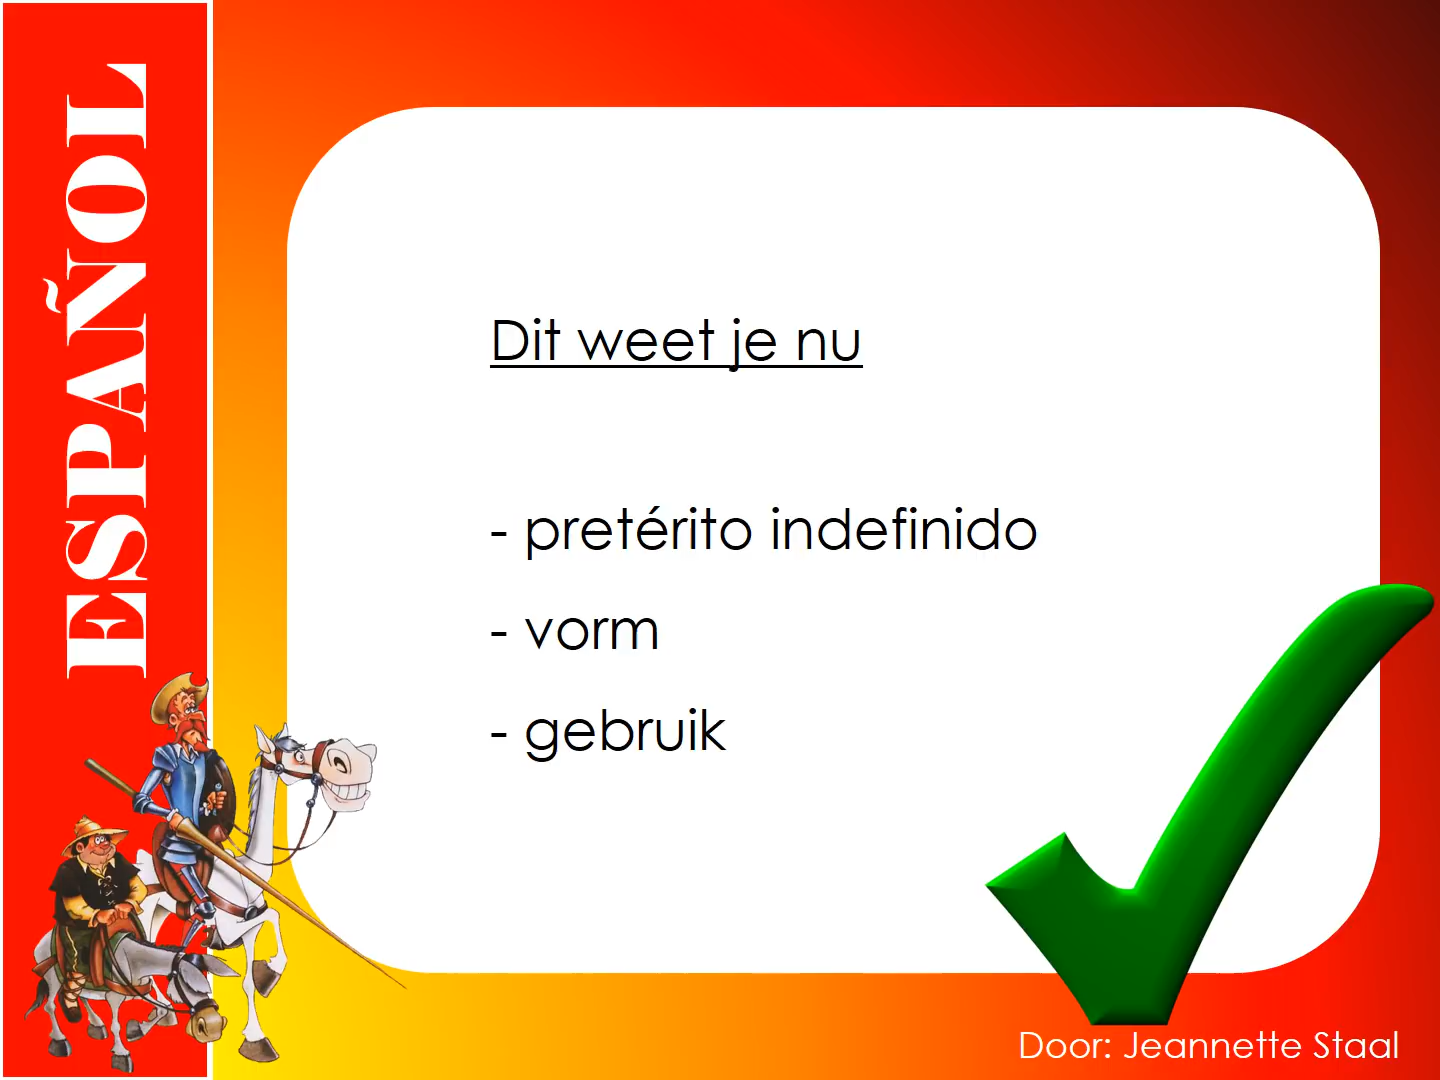 ESPAÑOL
Dit weet je nu
- pretérito indefinido
- vorm
- gebruik
Door: Jeannette Staal